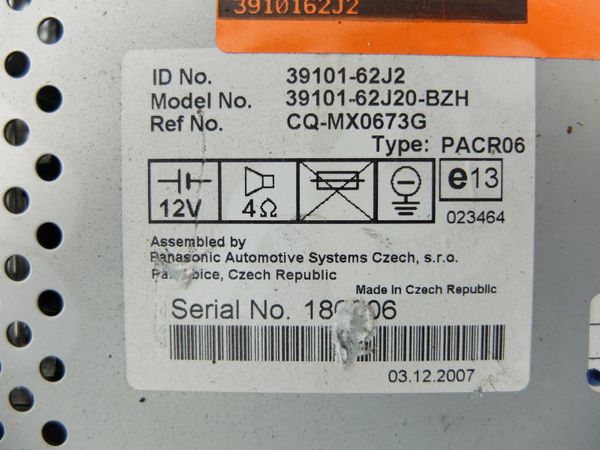 3910162J2
ID No. 39101-62J2
Model No. 39101-62J20-BZH
Ref No. CQ-MX0673G
Type: PACR06
12V 4Ω e13
023464
Assembled by
Panasonic Automotive Systems Czech, s.r.o.
Czech Republic
Made in Czech Republic
Serial No.
03.12.2007